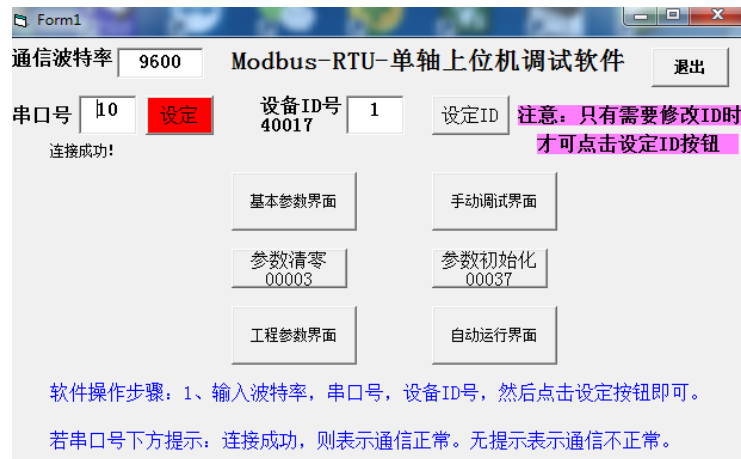 Form1
通信波特率 9600 Modbus-RTU-单轴上位机调试软件 退出
串口号 10 设定 设备ID号 1 设定ID 注意：只有需要修改ID时
40017 才可点击设定ID按钮
连接成功!
基本参数界面 手动调试界面
参数清零 参数初始化
00003 00037
工程参数界面 自动运行界面
软件操作步骤：1、输入波特率，串口号，设备ID号，然后点击设定按钮即可。
若串口号下方提示：连接成功，则表示通信正常。无提示表示通信不正常。